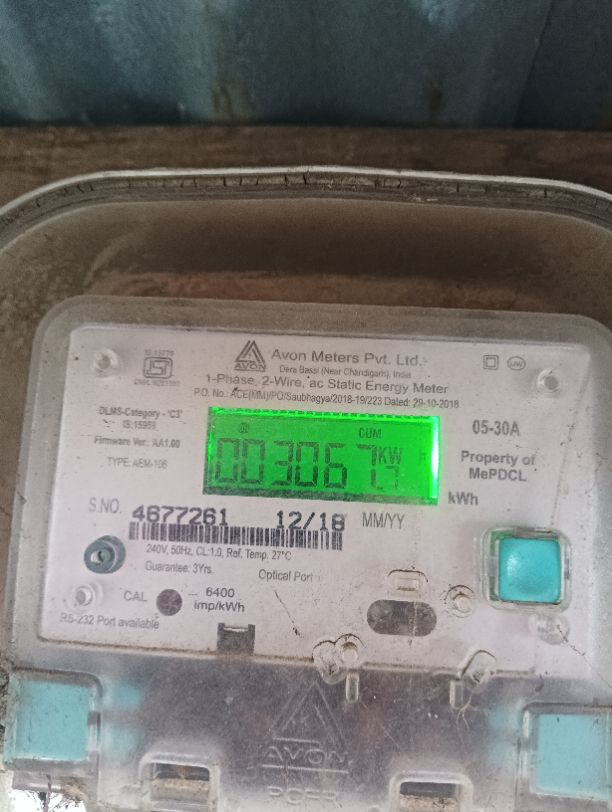 IS 13779
ISI
AVON
Avon Meters Pvt. Ltd.
Dera Bassi (Near Chandigarh), India
1-Phase, 2-Wire, ac Static Energy Meter
P.O. No.: ACE(MM)/PO/Saubhagya/2018-19/223 Dated: 29-10-2018
DLMS-Category - 'C3'
IS:15959
Firmware Ver.: AA1.00
TYPE: AEM-106
CUM
003067
KW
05-30A
Property of
MePDCL
kWh
S.NO. 4677261 12/18 MM/YY
240V, 50Hz, CL:1.0, Ref. Temp. 27°C
Guarantee: 3Yrs.
Optical Port
CAL 6400
imp/kWh
RS-232 Port available
AVON